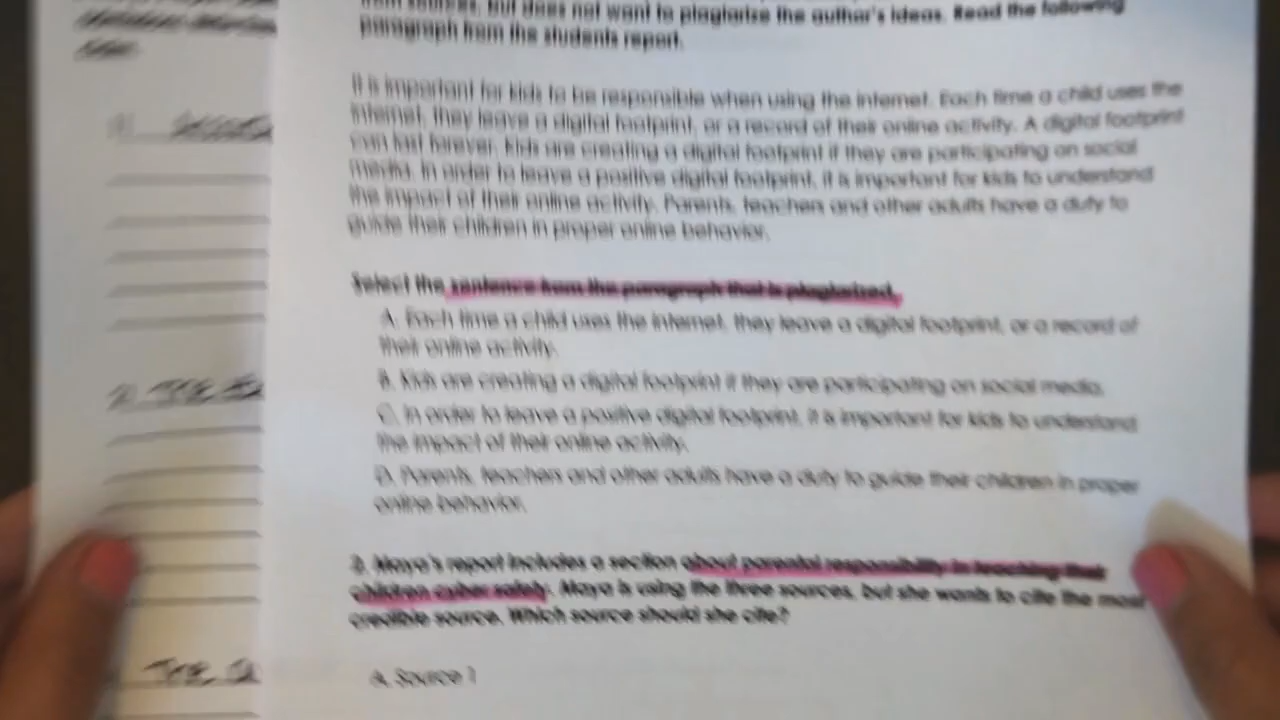 from sources, but does not want to plagiarize the author's ideas. Read the following
paragraph from the students report.
It is important for kids to be responsible when using the internet. Each time a child uses the
internet, they leave a digital footprint, or a record of their online activity. A digital footprint
can last forever. Kids are creating a digital footprint if they are participating on social
media. In order to leave a positive digital footprint, it is important for kids to understand
the impact of their online activity. Parents, teachers and other adults have a duty to
guide their children in proper online behavior.
Select the sentence from the paragraph that is plagiarized.
A. Each time a child uses the internet, they leave a digital footprint, or a record of
their online activity.
B. Kids are creating a digital footprint if they are participating on social media.
C. In order to leave a positive digital footprint, it is important for kids to understand
the impact of their online activity.
D. Parents, teachers and other adults have a duty to guide their children in proper
online behavior.
3. Maya's report includes a section about parental responsibility in teaching their
children cyber safety. Maya is using the three sources, but she wants to cite the most
credible source. Which source should she cite?
A. Source 1
1)
2. THE
THE